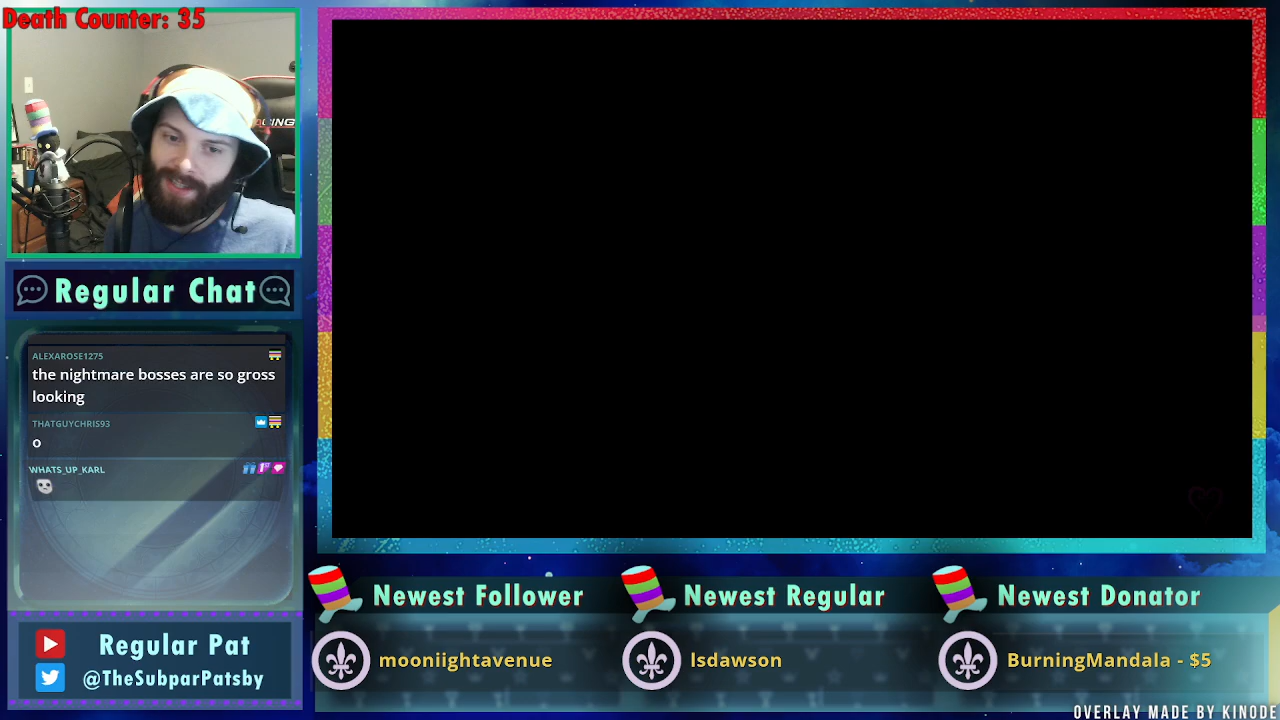 Death Counter: 35
Regular Chat
ALEXAROSE1275
the nightmare bosses are so gross
looking
THATGUYCHRIS93
o
WHATS_UP_KARL
Regular Pat
@TheSubparPatsby
Newest Follower
mooniightavenue
Newest Regular
lsdawson
Newest Donator
BurningMandala - $5
OVERLAY MADE BY KINODE